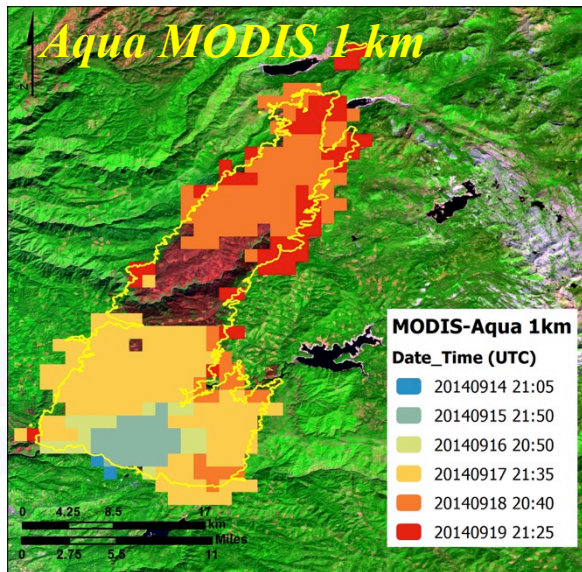 Aqua MODIS 1 km
N
MODIS-Aqua 1km
Date_Time (UTC)
20140914 21:05
20140915 21:50
20140916 20:50
20140917 21:35
20140918 20:40
20140919 21:25
0 4.25 8.5 17
km
Miles
0 2.75 5.5 11